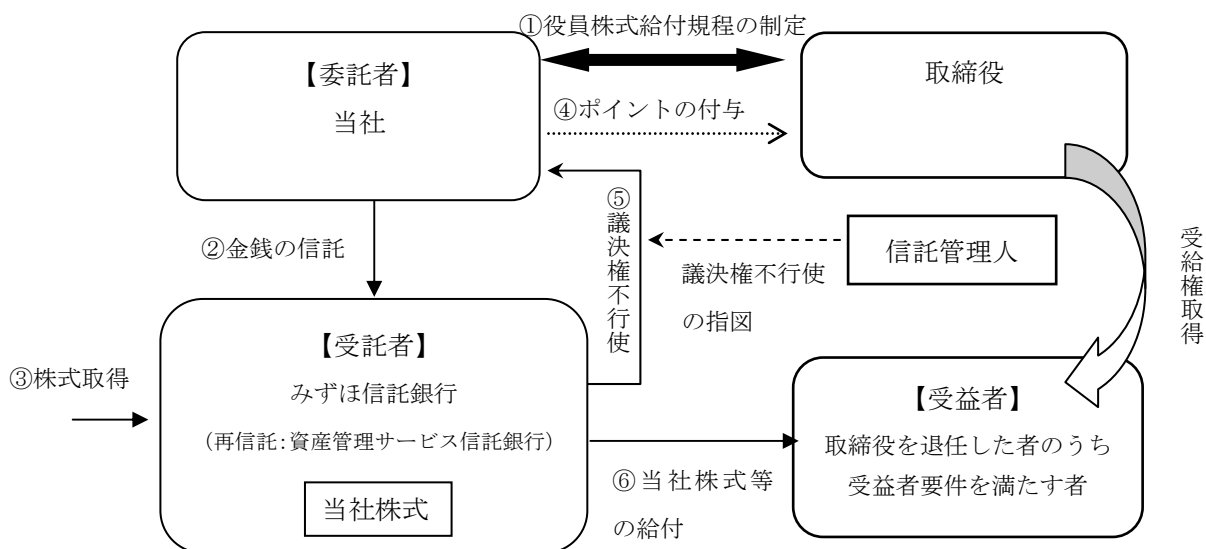 ①役員株式給付規程の制定
【委託者】
当社
取締役
④ポイントの付与
②金銭の信託
⑤議決権不行使
議決権不行使
の指図
信託管理人
受給権取得
③株式取得
【受託者】
みずほ信託銀行
（再信託:資産管理サービス信託銀行）
当社株式
⑥当社株式等
の給付
【受益者】
取締役を退任した者のうち
受益者要件を満たす者